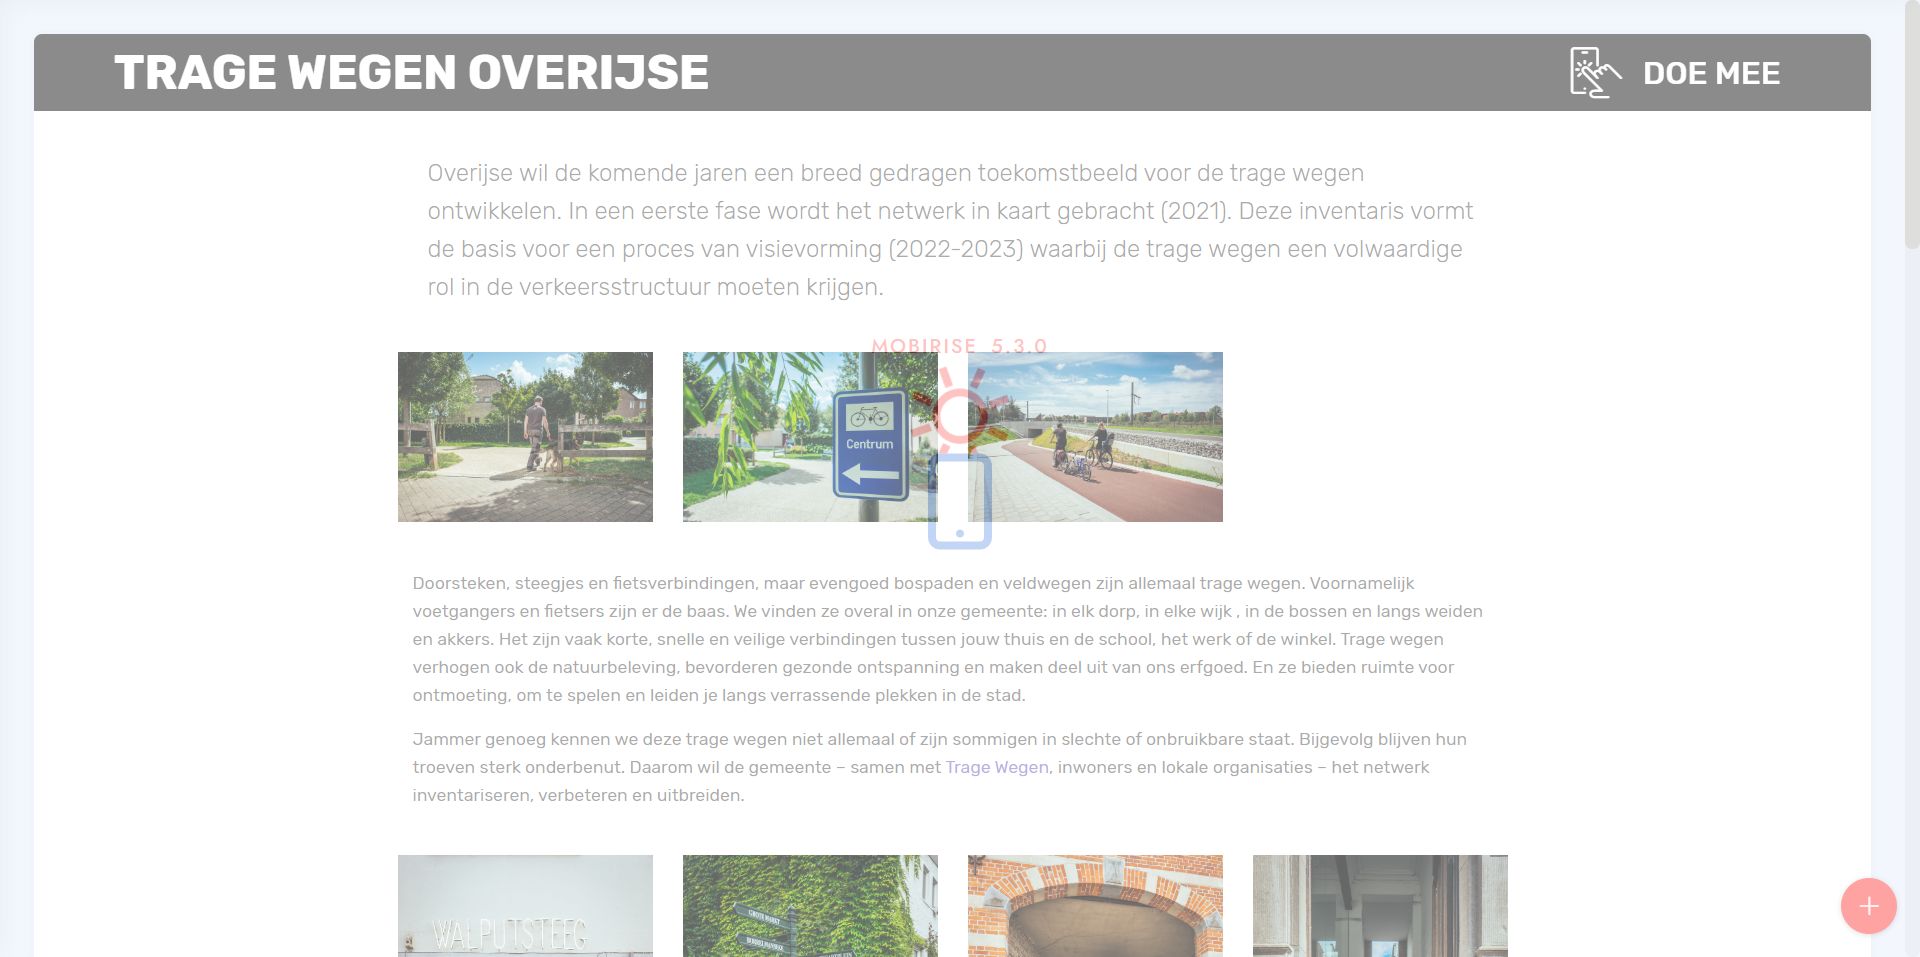 TRAGE WEGEN OVERIJSE
DOE MEE
Overijse wil de komende jaren een breed gedragen toekomstbeeld voor de trage wegen
ontwikkelen. In een eerste fase wordt het netwerk in kaart gebracht (2021). Deze inventaris vormt
de basis voor een proces van visievorming (2022-2023) waarbij de trage wegen een volwaardige
rol in de verkeersstructuur moeten krijgen.
MOBIRISE 5.3.0
Centrum
Doorsteken, steegjes en fietsverbindingen, maar evengoed bospaden en veldwegen zijn allemaal trage wegen. Voornamelijk
voetgangers en fietsers zijn er de baas. We vinden ze overal in onze gemeente: in elk dorp, in elke wijk , in de bossen en langs weiden
en akkers. Het zijn vaak korte, snelle en veilige verbindingen tussen jouw thuis en de school, het werk of de winkel. Trage wegen
verhogen ook de natuurbeleving, bevorderen gezonde ontspanning en maken deel uit van ons erfgoed. En ze bieden ruimte voor
ontmoeting, om te spelen en leiden je langs verrassende plekken in de stad.
Jammer genoeg kennen we deze trage wegen niet allemaal of zijn sommigen in slechte of onbruikbare staat. Bijgevolg blijven hun
troeven sterk onderbenut. Daarom wil de gemeente – samen met Trage Wegen, inwoners en lokale organisaties – het netwerk
inventariseren, verbeteren en uitbreiden.
WALPUTSTEEG
GROTE MARKT